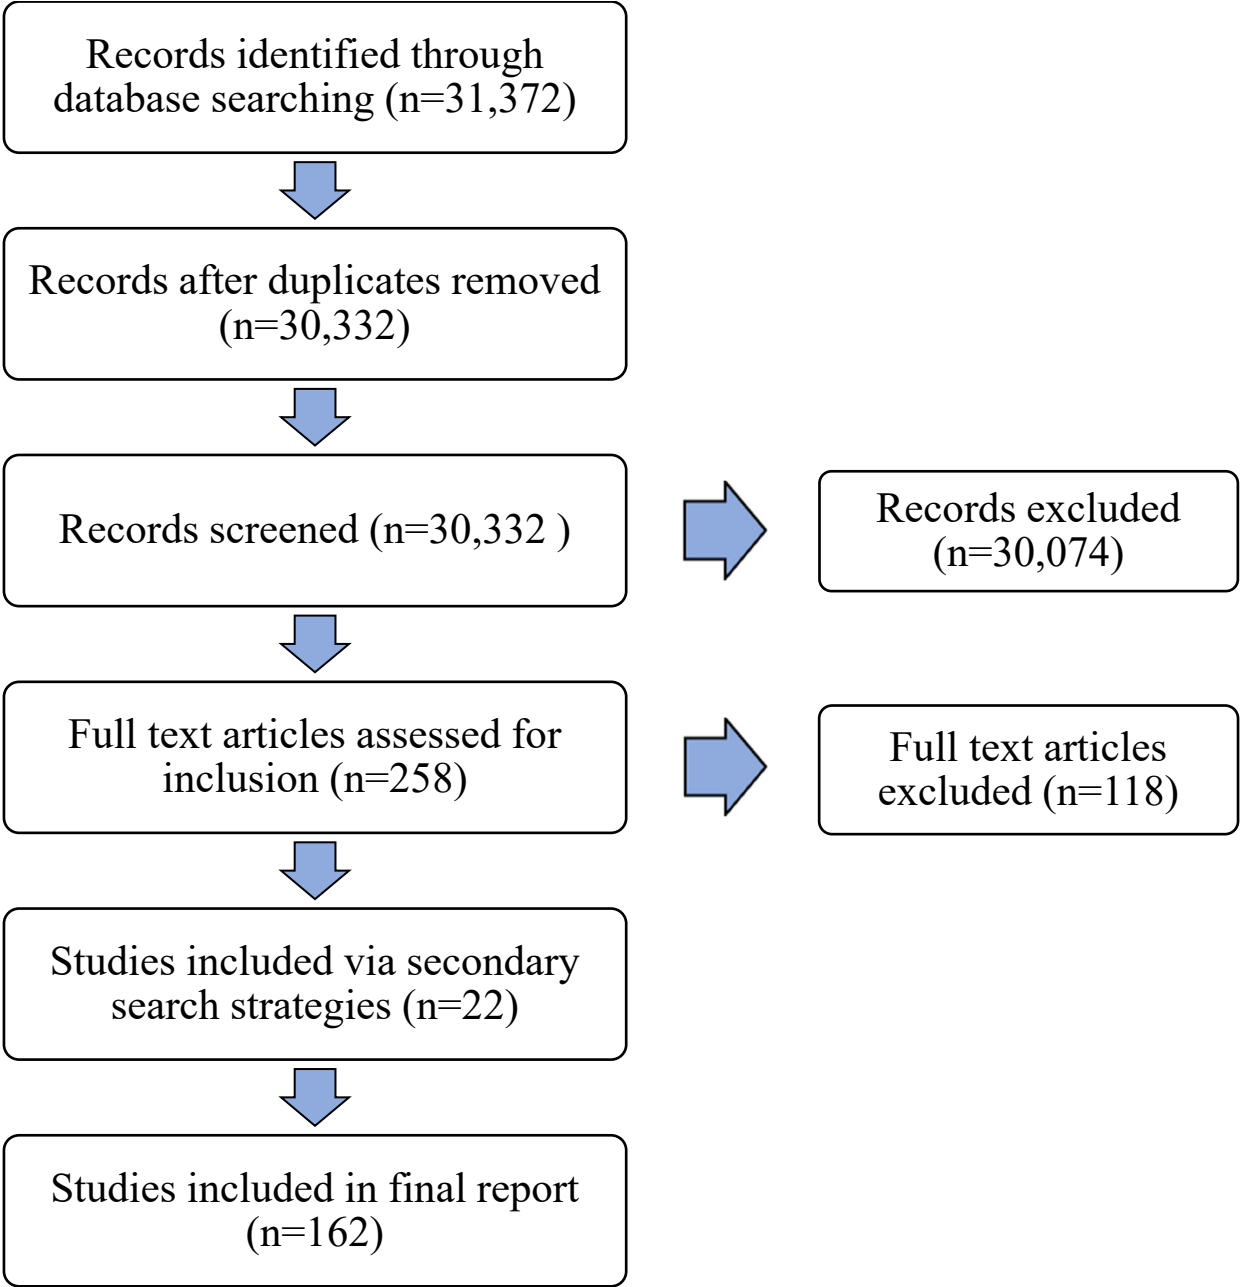 Records identified through
database searching (n=31,372)
Records after duplicates removed
(n=30,332)
Records screened (n=30,332 )
Records excluded
(n=30,074)
Full text articles assessed for
inclusion (n=258)
Full text articles
excluded (n=118)
Studies included via secondary
search strategies (n=22)
Studies included in final report
(n=162)